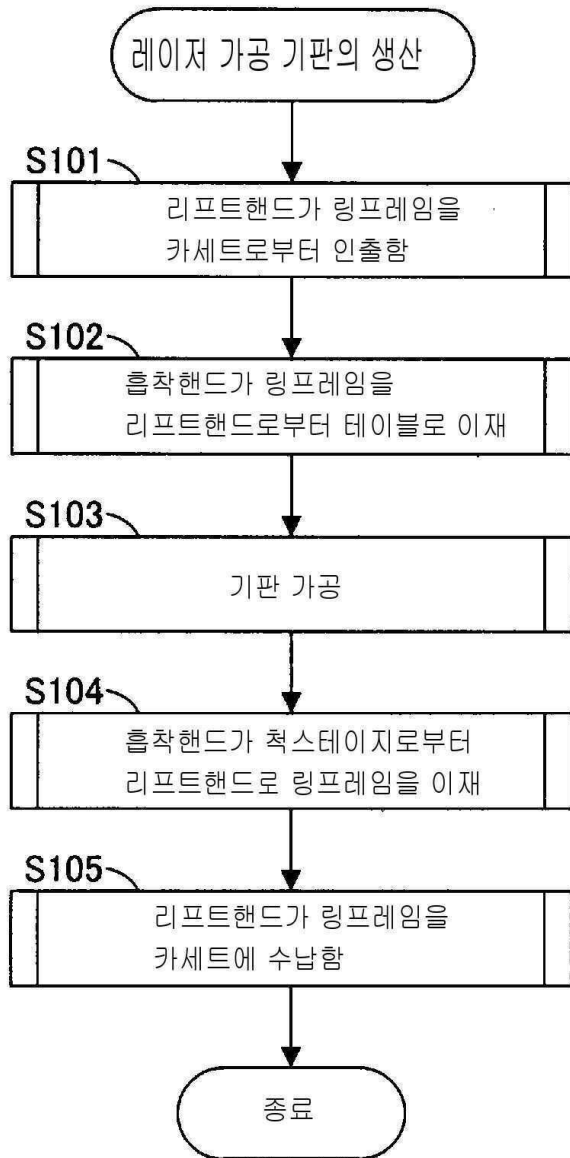 레이저 가공 기판의 생산
S101
리프트핸드가 링프레임을
카세트로부터 인출함
S102
흡착핸드가 링프레임을
리프트핸드로부터 테이블로 이재
S103
기판 가공
S104
흡착핸드가 척스테이지로부터
리프트핸드로 링프레임을 이재
S105
리프트핸드가 링프레임을
카세트에 수납함
종료